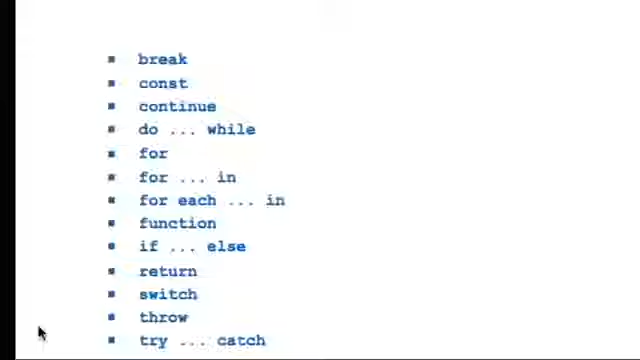 break
const
continue
do ... while
for
for ... in
for each ... in
function
if ... else
return
switch
throw
try ... catch